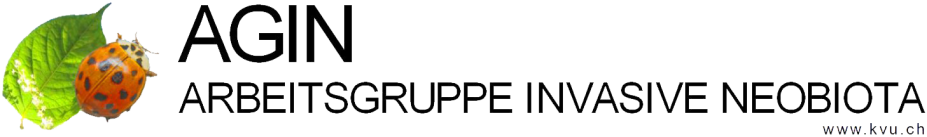 AGIN
ARBEITSGRUPPE INVASIVE NEOBIOTA
www.kvu.ch